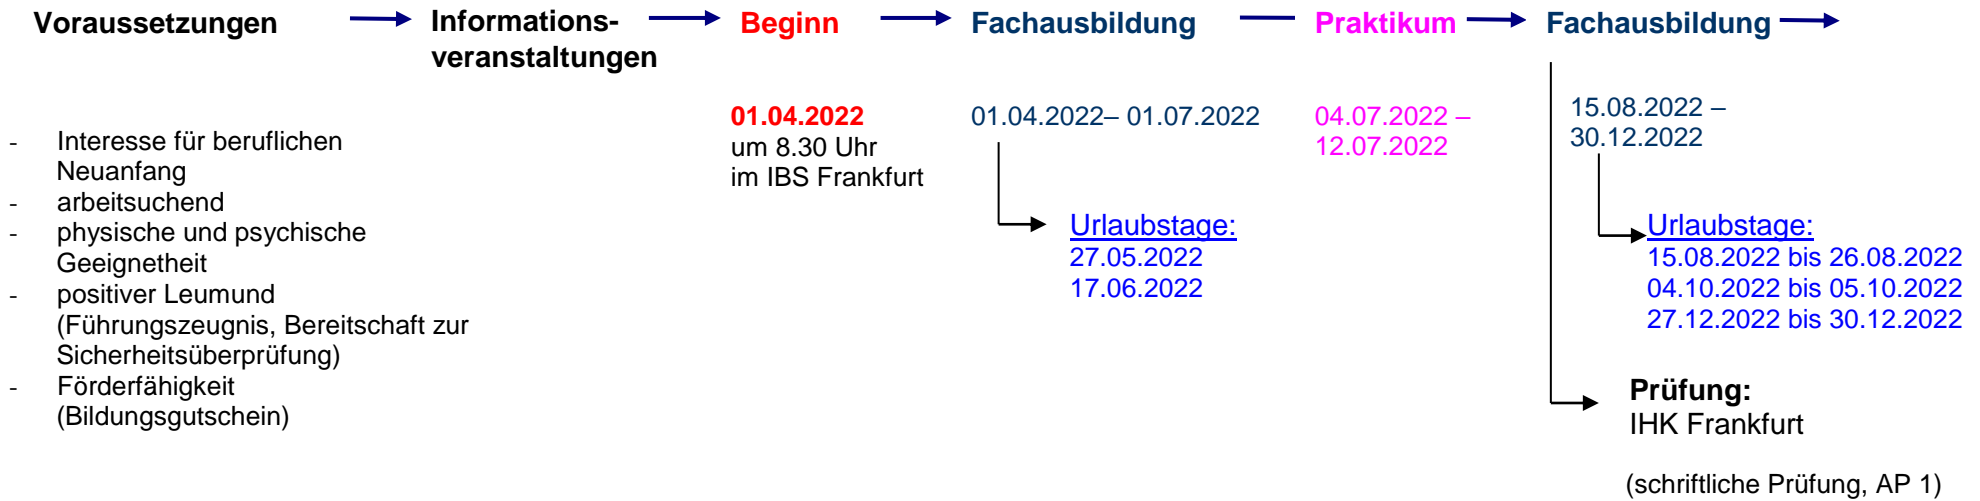 Voraussetzungen
Informations-
veranstaltungen
Beginn
Fachausbildung
Praktikum
Fachausbildung
- Interesse für beruflichen
Neuanfang
- arbeitsuchend
- physische und psychische
Geeignetheit
- positiver Leumund
(Führungszeugnis, Bereitschaft zur
Sicherheitsüberprüfung)
- Förderfähigkeit
(Bildungsgutschein)
01.04.2022
um 8.30 Uhr
im IBS Frankfurt
01.04.2022– 01.07.2022
Urlaubstage:
27.05.2022
17.06.2022
04.07.2022 –
12.07.2022
15.08.2022 –
30.12.2022
Urlaubstage:
15.08.2022 bis 26.08.2022
04.10.2022 bis 05.10.2022
27.12.2022 bis 30.12.2022
Prüfung:
IHK Frankfurt
(schriftliche Prüfung, AP 1)